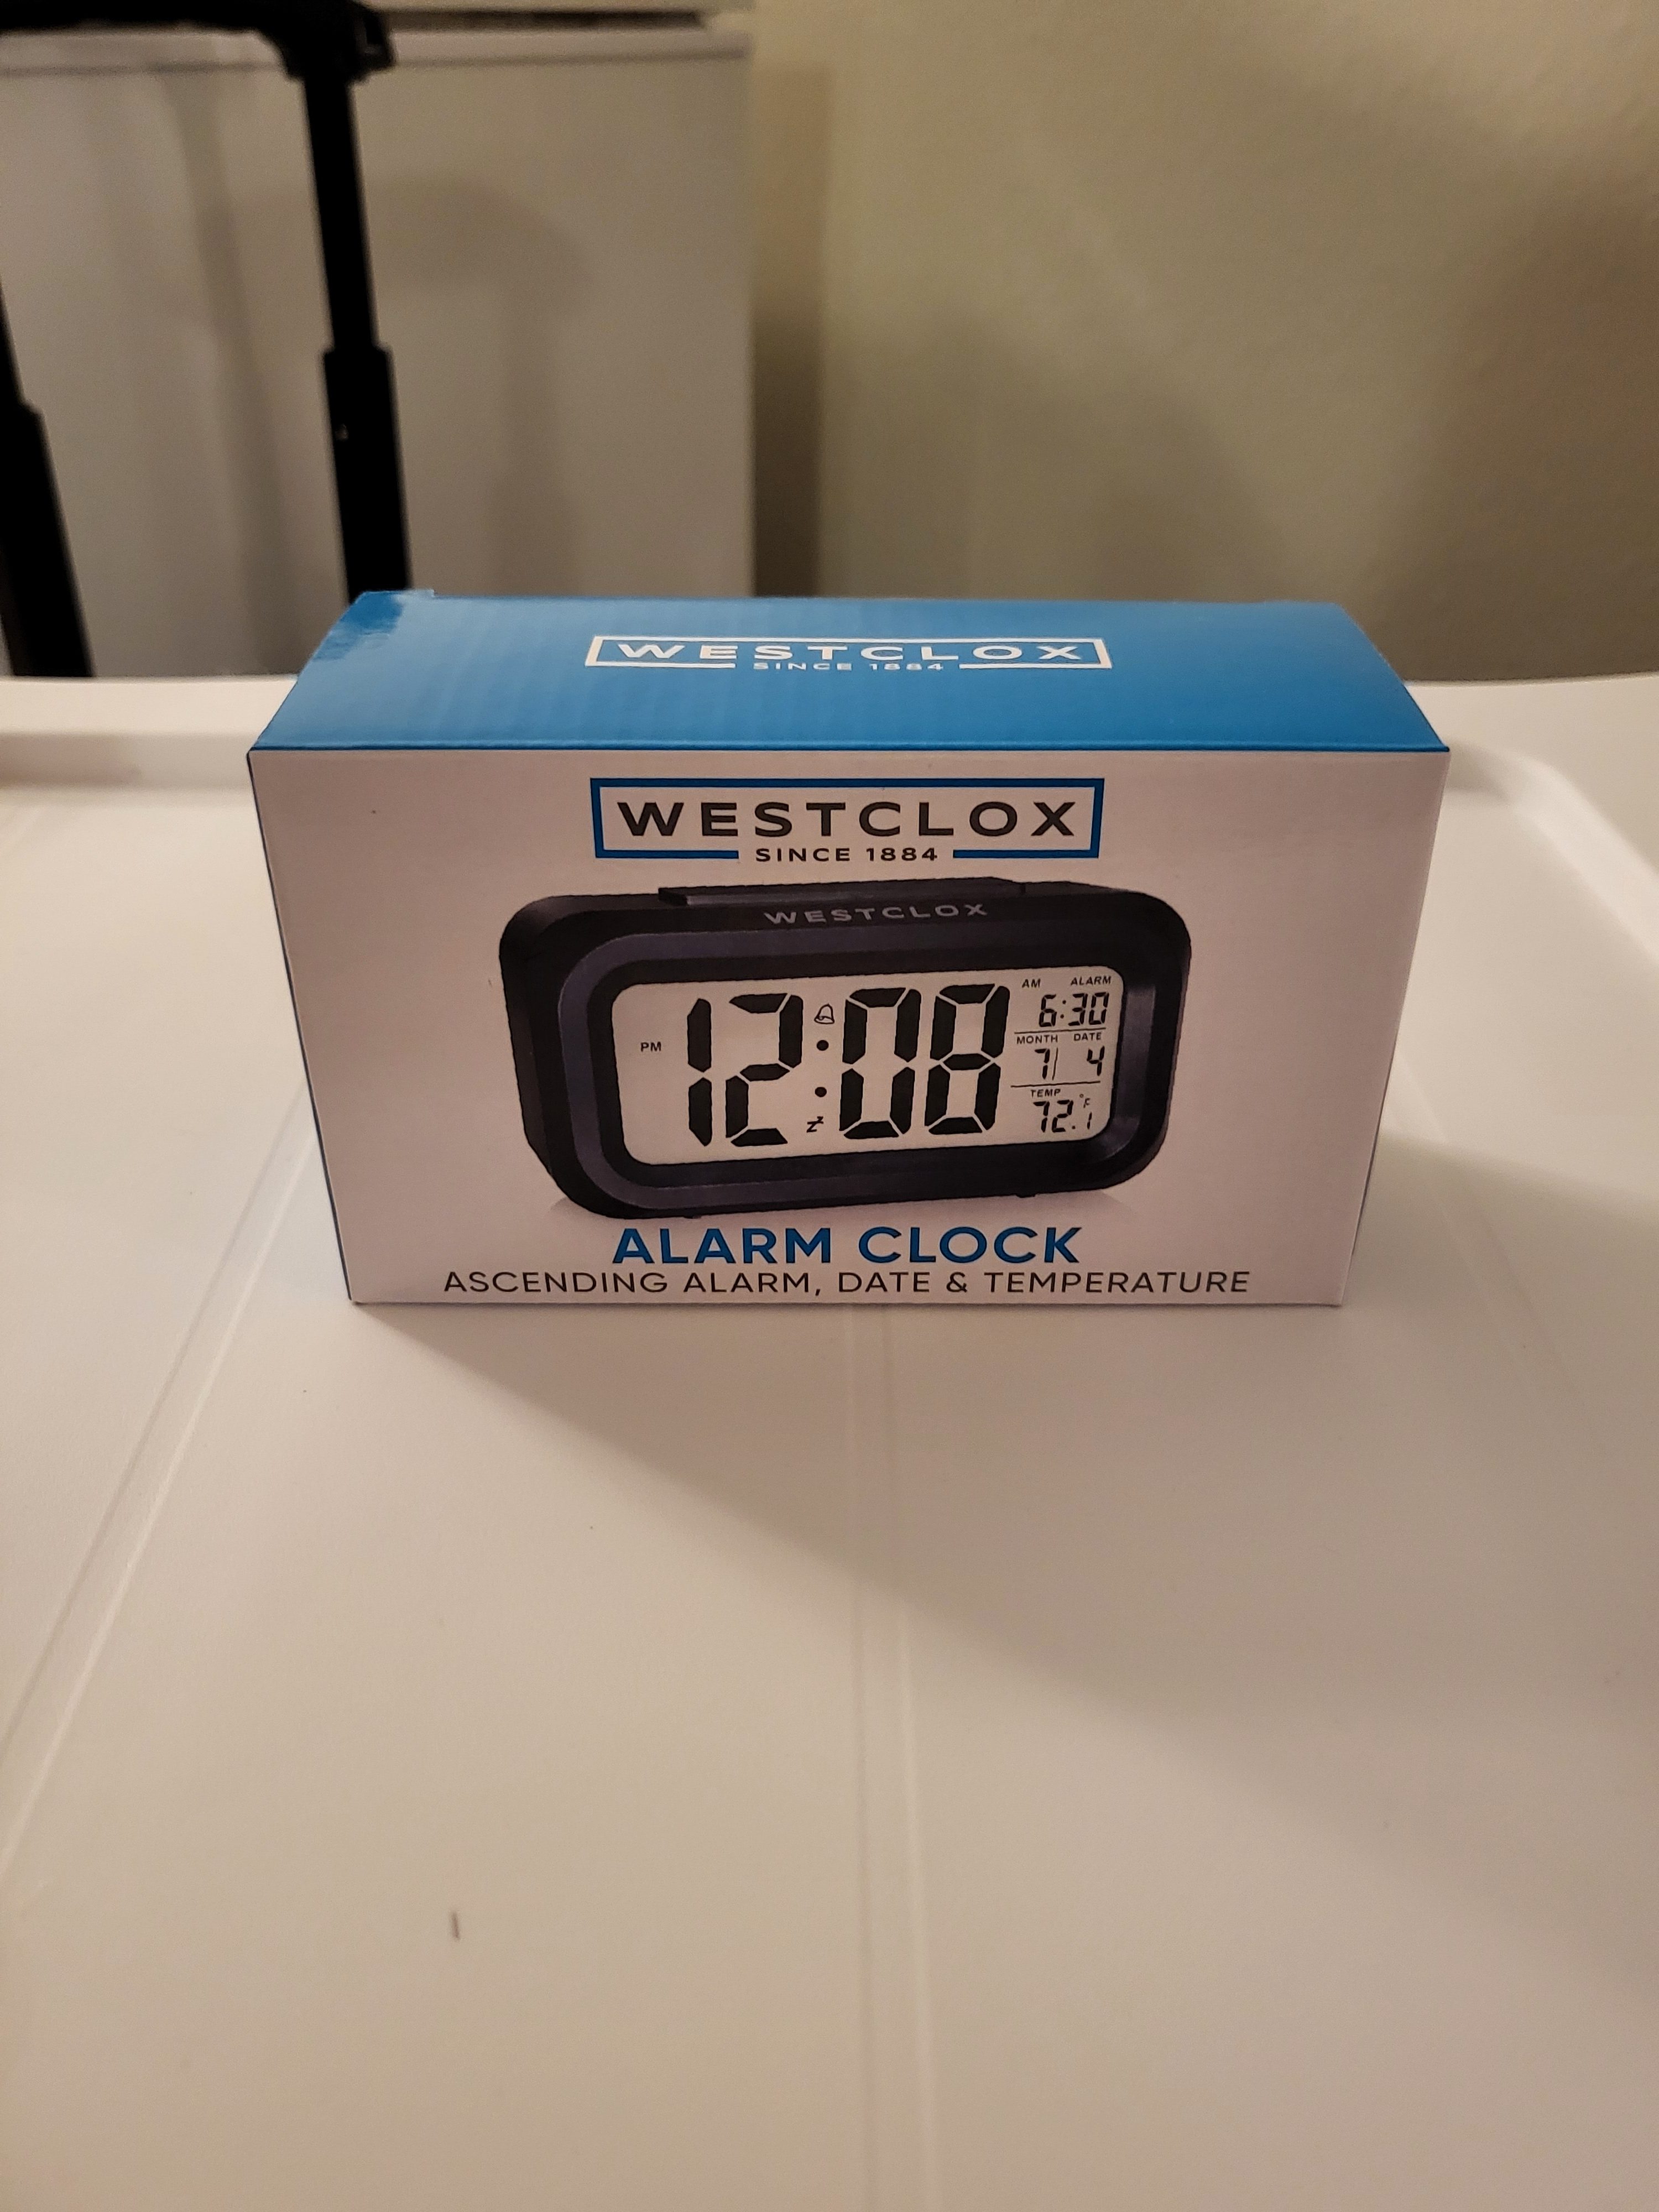 WESTCLOX
SINCE 1884
WESTCLOX
SINCE 1884
WESTCLOX
AM ALARM
6:30
PM 12:08
MONTH DATE
7 4
TEMP
72.1 °F
zz
ALARM CLOCK
ASCENDING ALARM, DATE & TEMPERATURE